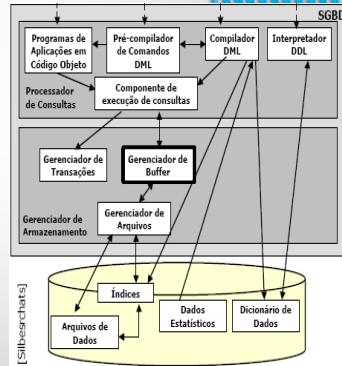 SGBD
Programas de
Aplicações em
Código Objeto
Pré-compilador
de Comandos
DML
Compilador
DML
Interpretador
DDL
Processador
de Consultas
Componente de
execução de consultas
Gerenciador de
Transações
Gerenciador de
Buffer
Gerenciador de
Armazenamento
Gerenciador de
Arquivos
Índices
Arquivos de
Dados
Dados
Estatísticos
Dicionário de
Dados
[Silbesrchats]